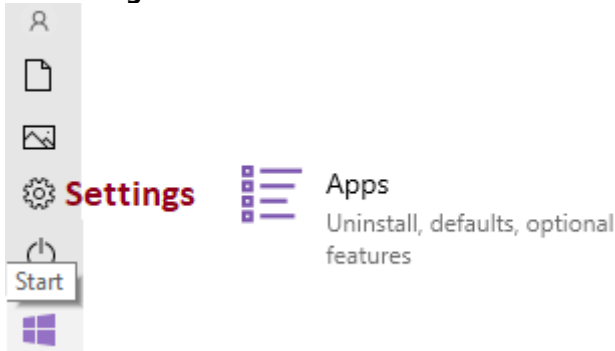 Settings
Apps
Uninstall, defaults, optional
features
Start